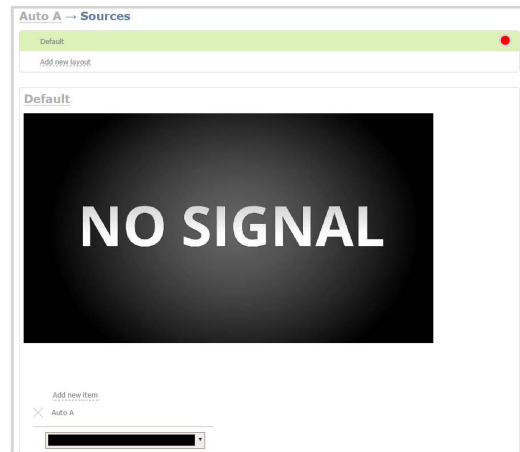 Auto A → Sources
Default
Add new layout
Default
NO SIGNAL
Add new item
Auto A